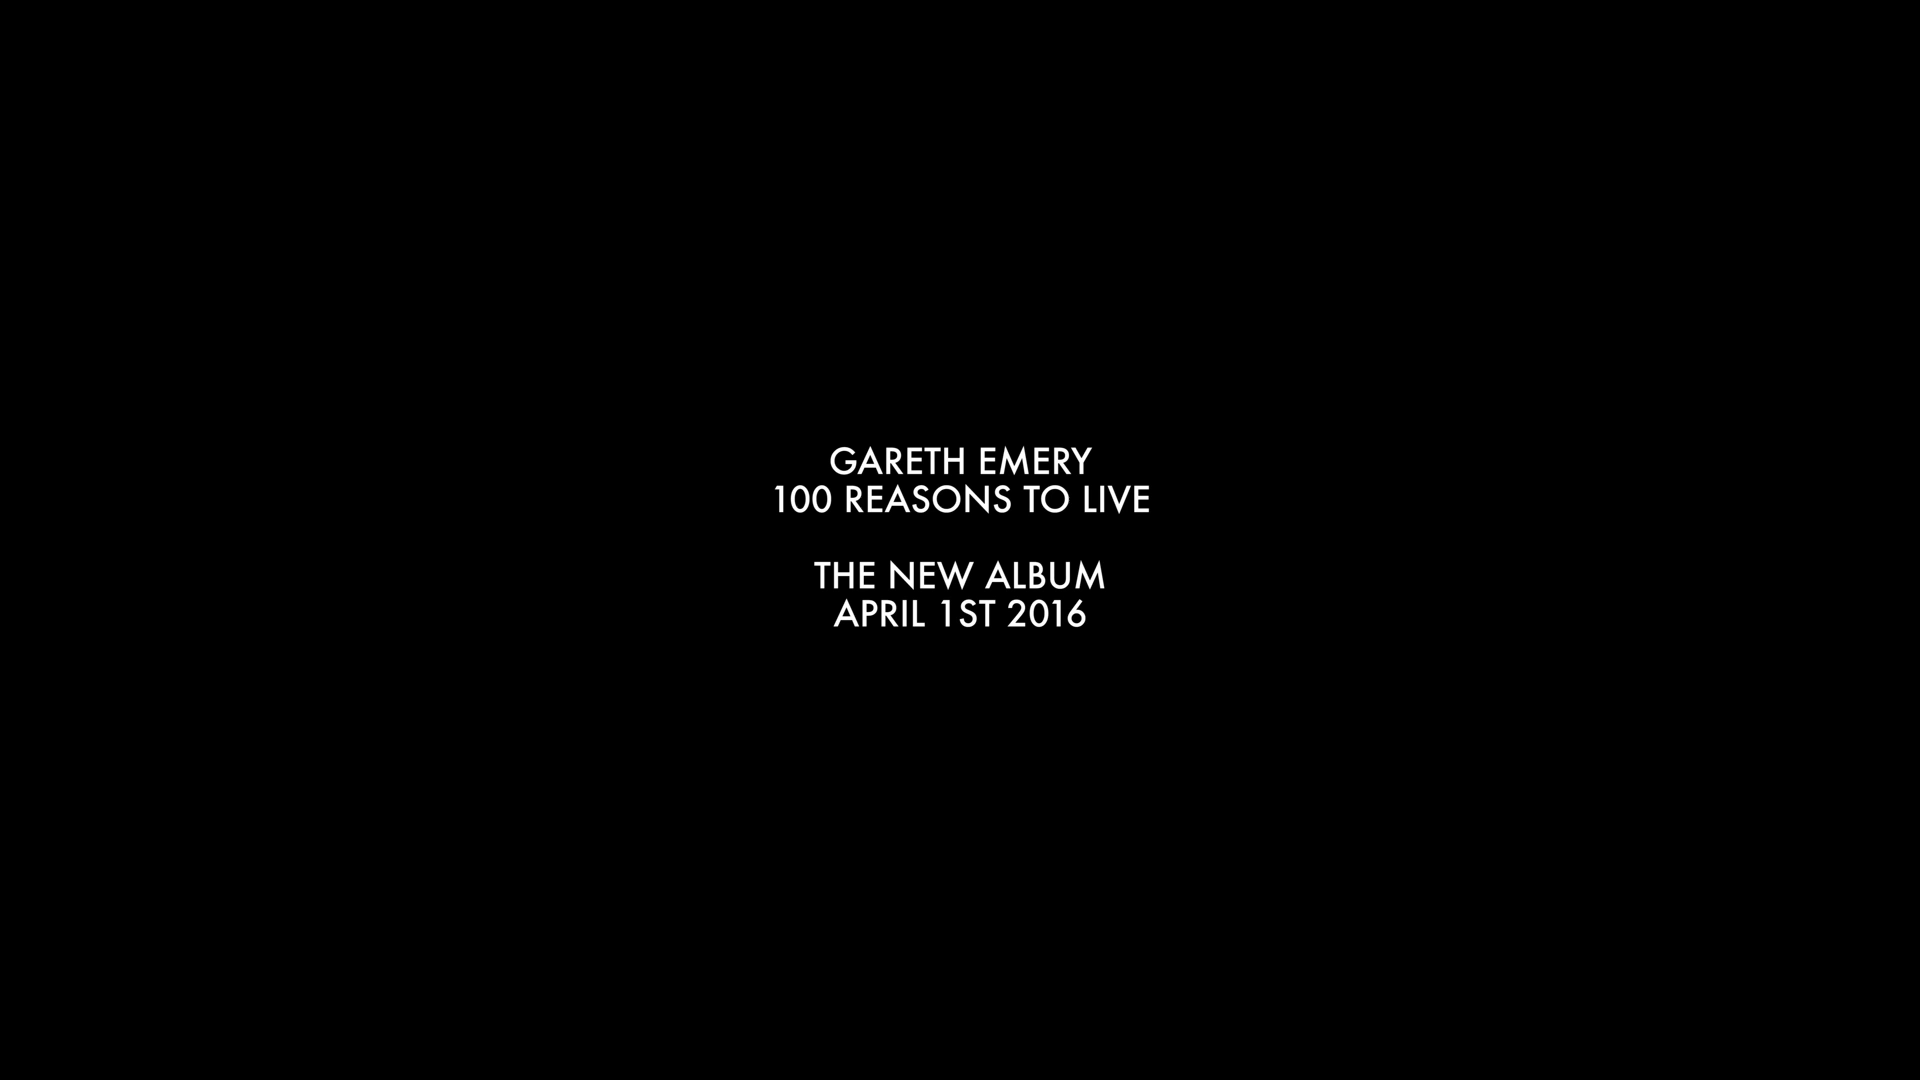 GARETH EMERY
100 REASONS TO LIVE
THE NEW ALBUM
APRIL 1ST 2016